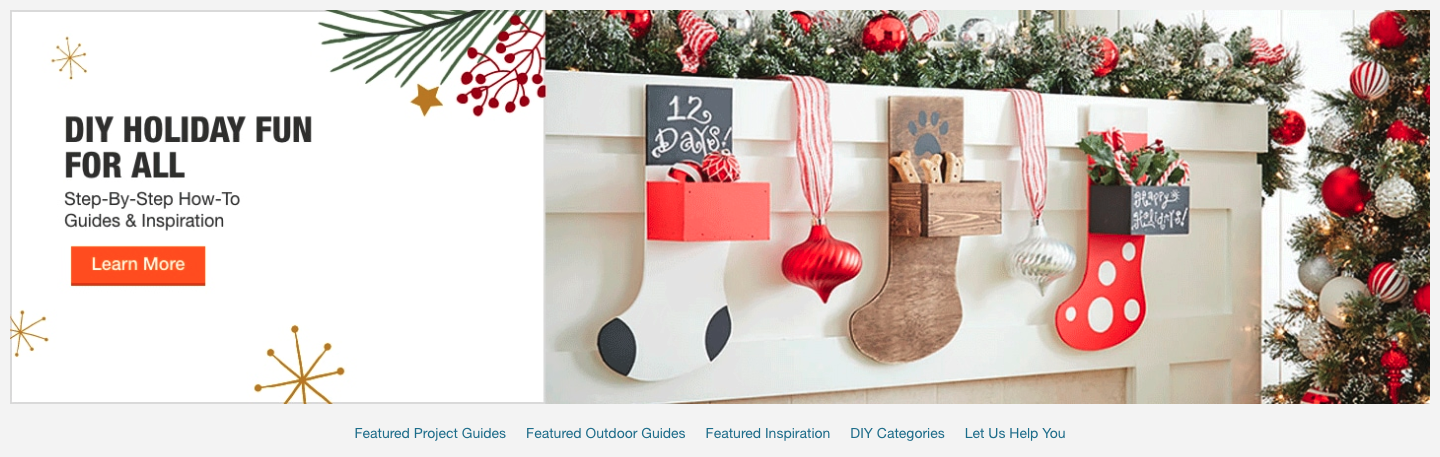 DIY HOLIDAY FUN
FOR ALL
Step-By-Step How-To
Guides & Inspiration
Learn More
12
Days!
Happy
Holidays!
Featured Project Guides Featured Outdoor Guides Featured Inspiration DIY Categories Let Us Help You